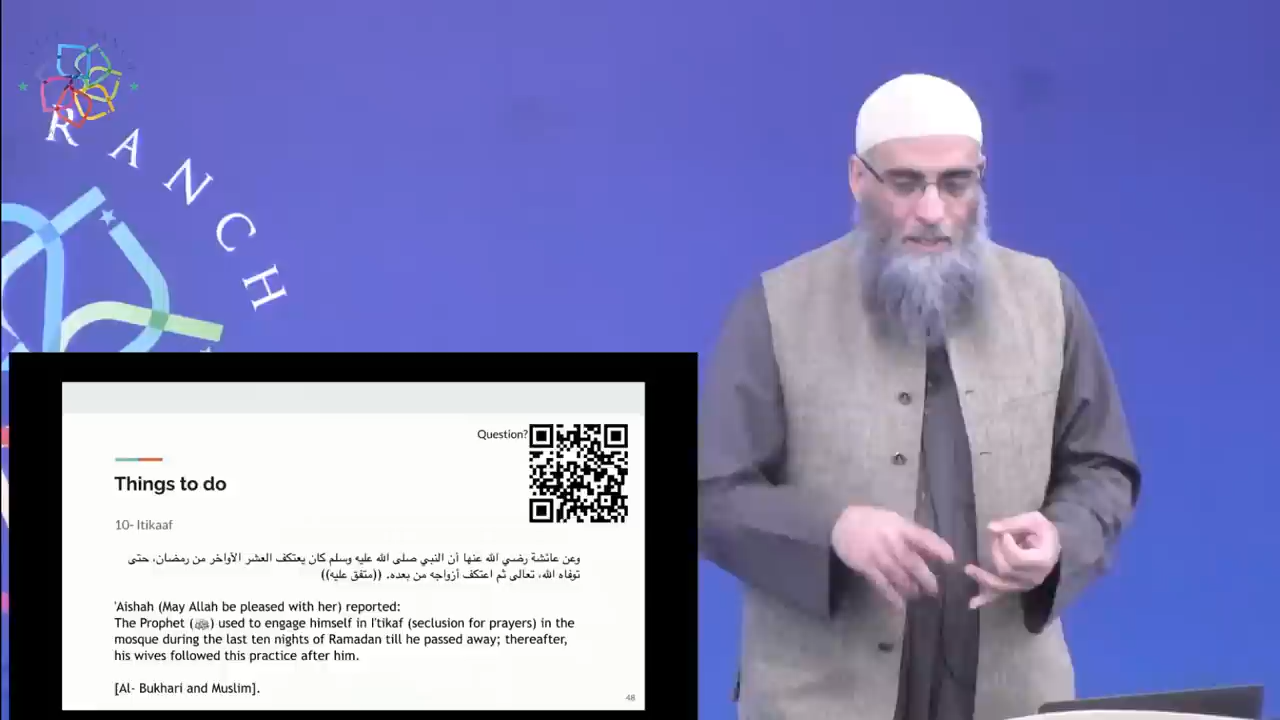 RANCH
Question?
Things to do
10- Itikaaf
وعن عائشة رضي الله عنها أن النبي صلى الله عليه وسلم كان يعتكف العشر الأواخر من رمضان، حتى
توفاه الله، تعالى ثم اعتكف أزواجه من بعده. ((متفق عليه))
'Aishah (May Allah be pleased with her) reported:
The Prophet (ﷺ) used to engage himself in I'tikaf (seclusion for prayers) in the
mosque during the last ten nights of Ramadan till he passed away; thereafter,
his wives followed this practice after him.
[Al- Bukhari and Muslim].
48